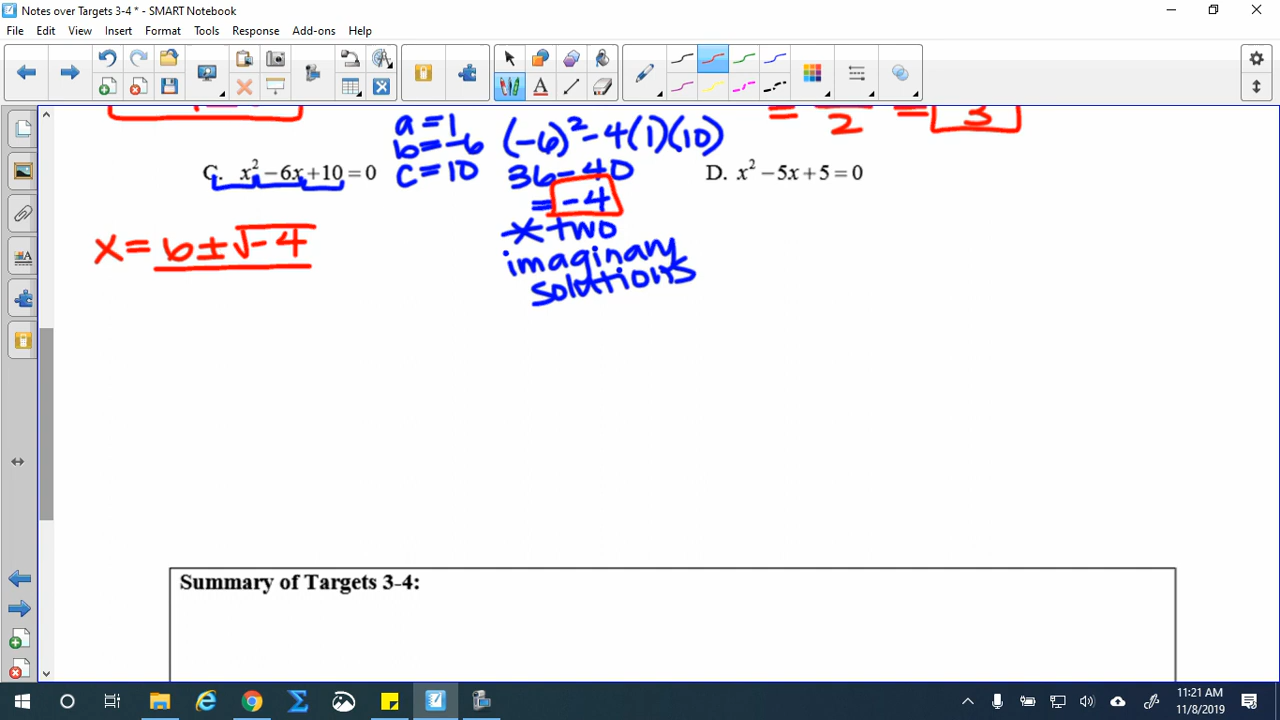 Notes over Targets 3-4 * - SMART Notebook
File Edit View Insert Format Tools Response Add-ons Help
= 2 = 3
a = 1 (-6)² - 4(1)(10)
b = -6
C. x² − 6x + 10 = 0
c = 10 36 - 40
D. x² − 5x + 5 = 0
= -4
* two
imaginary
solutions
x = 6 ± √-4
Summary of Targets 3-4:
11:21 AM
11/8/2019